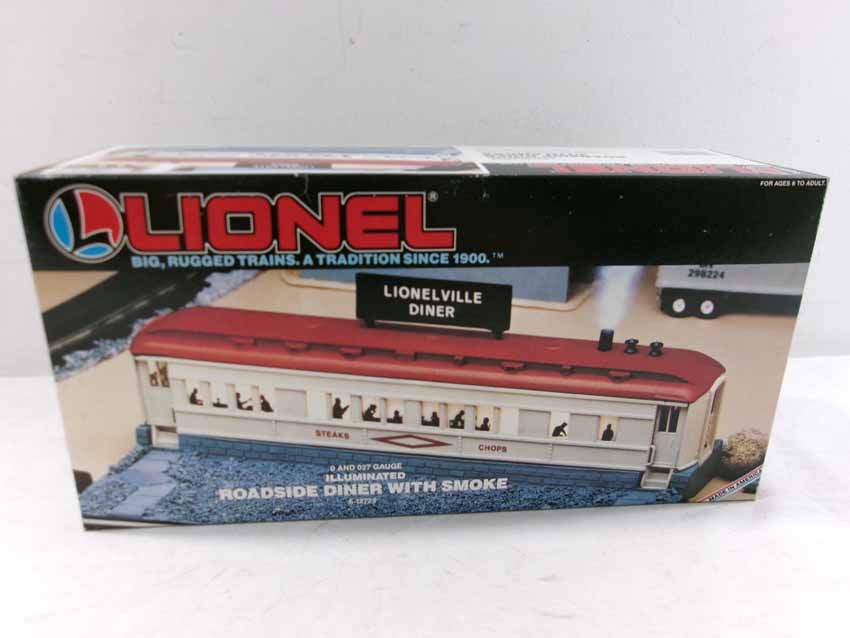 FOR AGES 8 TO ADULT.
LIONEL®
BIG, RUGGED TRAINS. A TRADITION SINCE 1900.™
298224
LIONELVILLE
DINER
STEAKS
CHOPS
O AND 027 GAUGE
ILLUMINATED
ROADSIDE DINER WITH SMOKE
MADE IN AMERICA